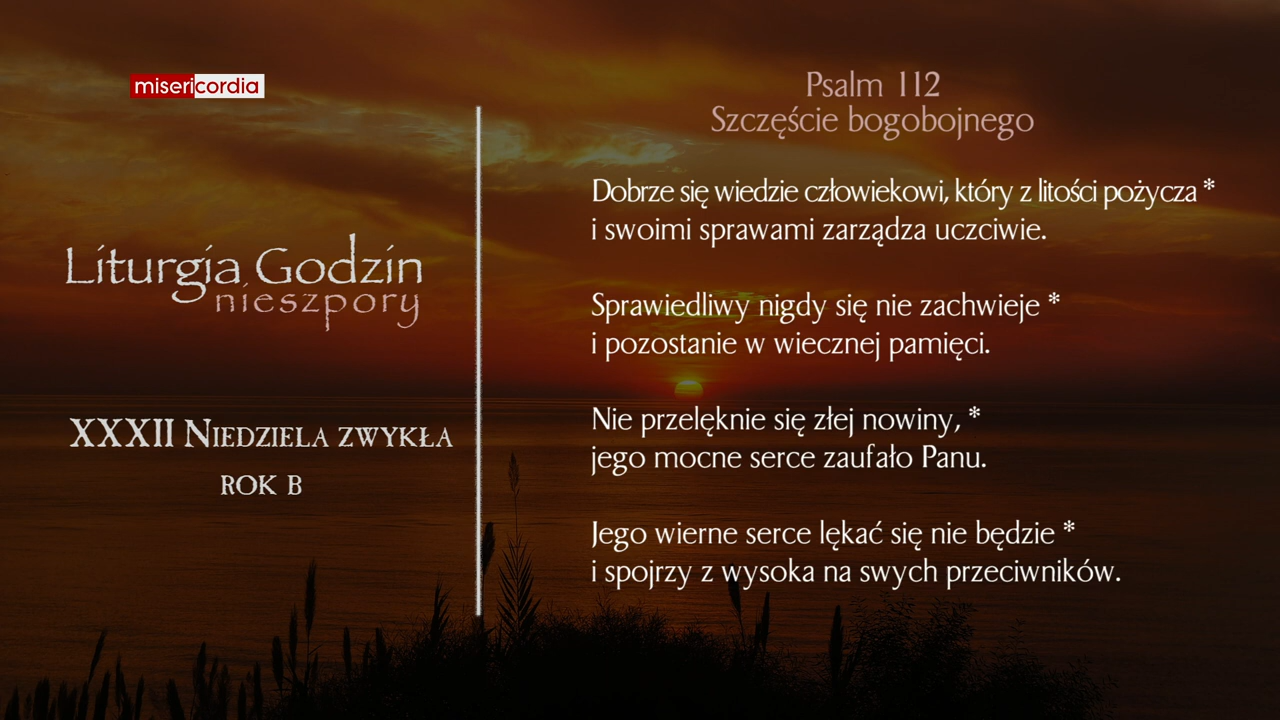 misericordia
Liturgia Godzin
nieszpory
XXXII Niedziela zwykła
rok B
Psalm 112
Szczęście bogobojnego
Dobrze się wiedzie człowiekowi, który z litości pożycza *
i swoimi sprawami zarządza uczciwie.
Sprawiedliwy nigdy się nie zachwieje *
i pozostanie w wiecznej pamięci.
Nie przelęknie się złej nowiny, *
jego mocne serce zaufało Panu.
Jego wierne serce lękać się nie będzie *
i spojrzy z wysoka na swych przeciwników.